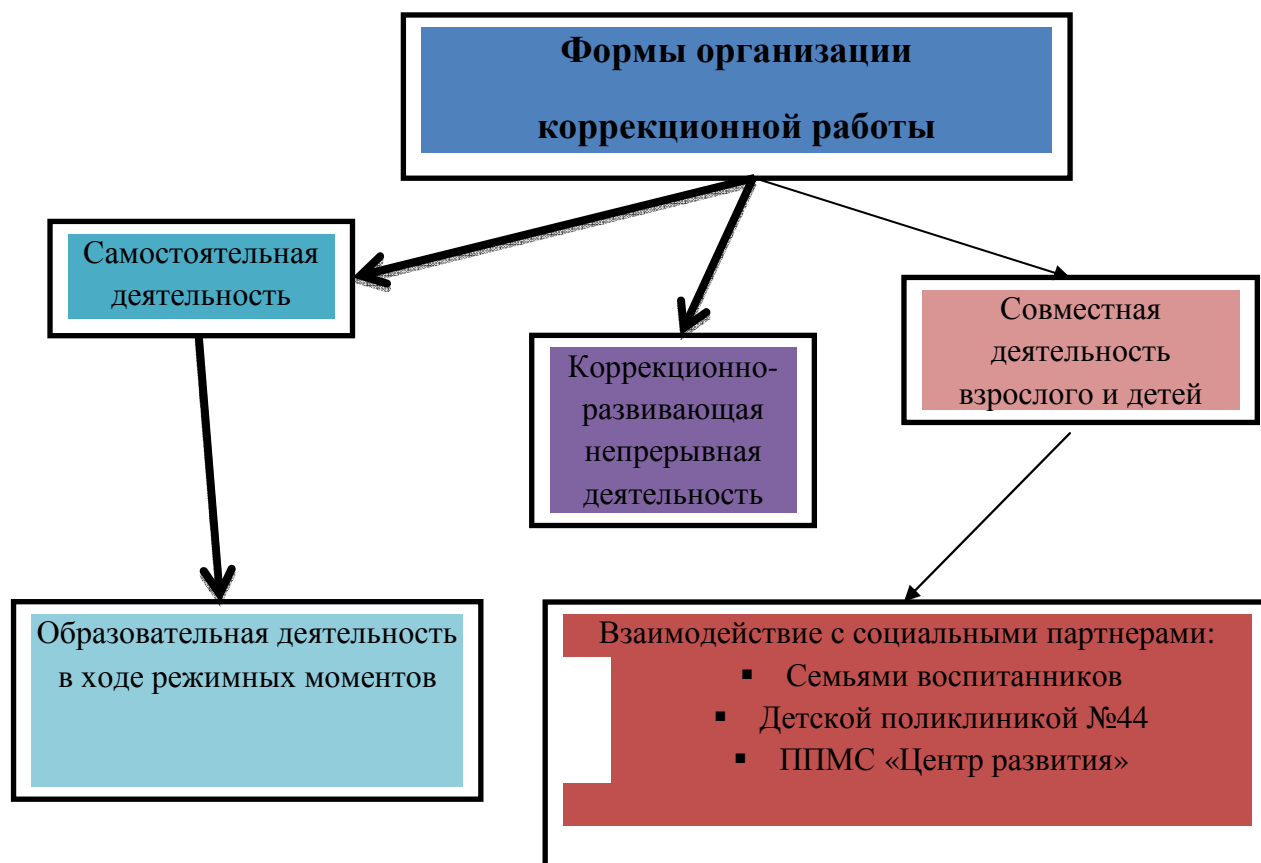 Формы организации
коррекционной работы
Самостоятельная
деятельность
Коррекционно-
развивающая
непрерывная
деятельность
Совместная
деятельность
взрослого и детей
Образовательная деятельность
в ходе режимных моментов
Взаимодействие с социальными партнерами:
▪ Семьями воспитанников
▪ Детской поликлиникой №44
▪ ППМС «Центр развития»